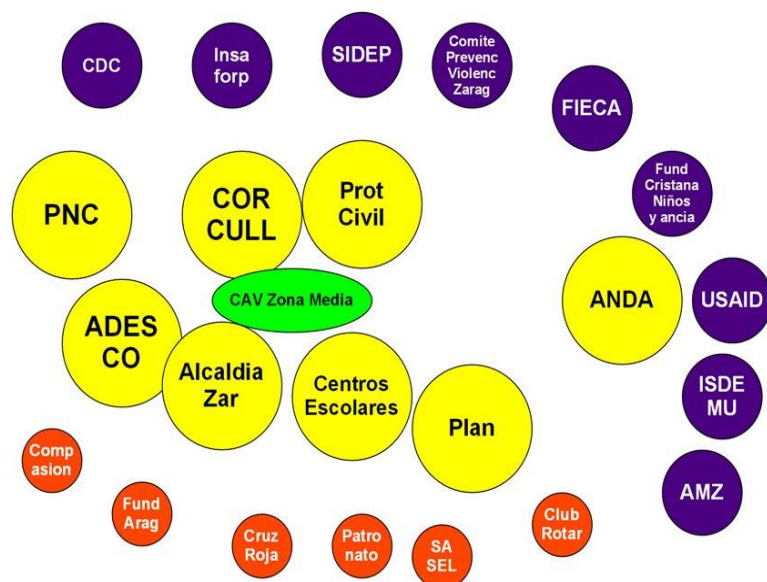 CDC
Insa
forp
SIDEP
Comite
Prevenc
Violenc
Zarag
FIECA
Fund
Cristana
Niños
y ancia
PNC
COR
CULL
Prot
Civil
CAV Zona Media
ANDA
USAID
ADES
CO
Alcaldia
Zar
Centros
Escolares
Plan
ISDE
MU
AMZ
Comp
asion
Fund
Arag
Cruz
Roja
Patro
nato
SA
SEL
Club
Rotar